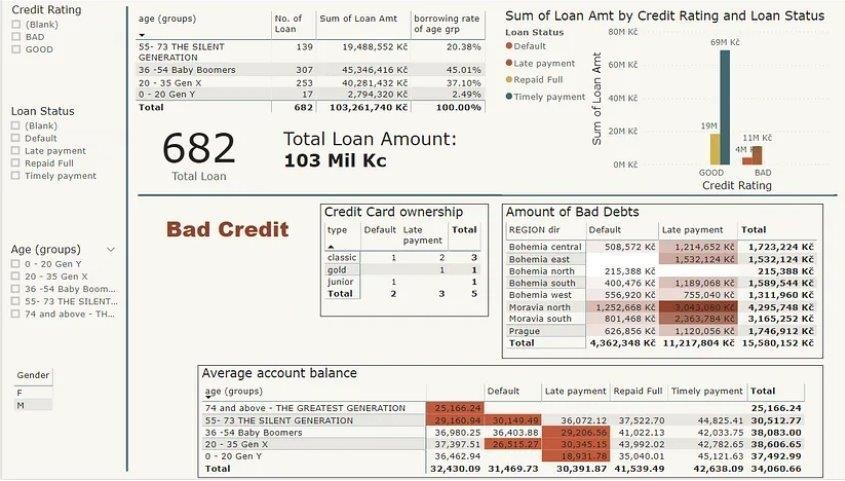 Credit Rating
(Blank)
BAD
GOOD
Loan Status
(Blank)
Default
Late payment
Repaid Full
Timely payment
Age (groups)
0 - 20 Gen Y
20 - 35 Gen X
36 -54 Baby Boom...
55- 73 THE SILENT...
74 and above - TH...
Gender
F
M
age (groups) No. of Loan Sum of Loan Amt borrowing rate of age grp
55- 73 THE SILENT GENERATION 139 19,488,552 Kč 20.38%
36 -54 Baby Boomers 307 45,346,416 Kč 45.01%
20 - 35 Gen X 253 40,281,432 Kč 37.10%
0 - 20 Gen Y 17 2,794,320 Kč 2.49%
Total 682 103,261,740 Kč 100.00%
682
Total Loan
Total Loan Amount:
103 Mil Kc
Sum of Loan Amt by Credit Rating and Loan Status
Loan Status
Default
Late payment
Repaid Full
Timely payment
Sum of Loan Amt
80M Kč
60M Kč
40M Kč
20M Kč
0M Kč
69M Kč
19M
11M Kč
4M
GOOD BAD
Credit Rating
Bad Credit
Credit Card ownership
type Default Late payment Total
classic 1 2 3
gold 1 1
junior 1 1
Total 2 3 5
Amount of Bad Debts
REGION dir Default Late payment Total
Bohemia central 508,572 Kč 1,214,652 Kč 1,723,224 Kč
Bohemia east 1,532,124 Kč 1,532,124 Kč
Bohemia north 215,388 Kč 215,388 Kč
Bohemia south 400,476 Kč 1,189,068 Kč 1,589,544 Kč
Bohemia west 556,920 Kč 755,040 Kč 1,311,960 Kč
Moravia north 1,252,668 Kč 3,043,080 Kč 4,295,748 Kč
Moravia south 801,468 Kč 2,363,784 Kč 3,165,252 Kč
Prague 626,856 Kč 1,120,056 Kč 1,746,912 Kč
Total 4,362,348 Kč 11,217,804 Kč 15,580,152 Kč
Average account balance
age (groups) Default Late payment Repaid Full Timely payment Total
74 and above - THE GREATEST GENERATION 25,166.24 25,166.24
55- 73 THE SILENT GENERATION 29,160.94 30,149.49 36,072.12 37,522.70 44,825.41 30,512.77
36 -54 Baby Boomers 36,980.25 36,403.88 29,206.56 41,022.13 42,033.75 38,083.00
20 - 35 Gen X 37,397.51 26,515.27 30,345.15 43,992.02 42,782.65 38,606.65
0 - 20 Gen Y 36,462.94 18,931.78 35,040.01 45,121.63 37,492.99
Total 32,430.09 31,469.73 30,391.87 41,539.49 42,638.09 34,060.66